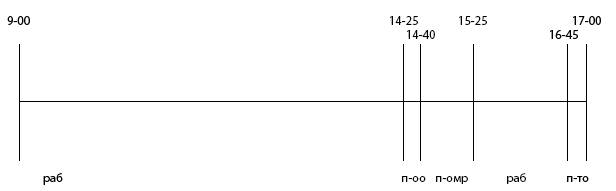 9-00 14-25 15-25 17-00
14-40 16-45
раб п-оо п-омр раб п-то